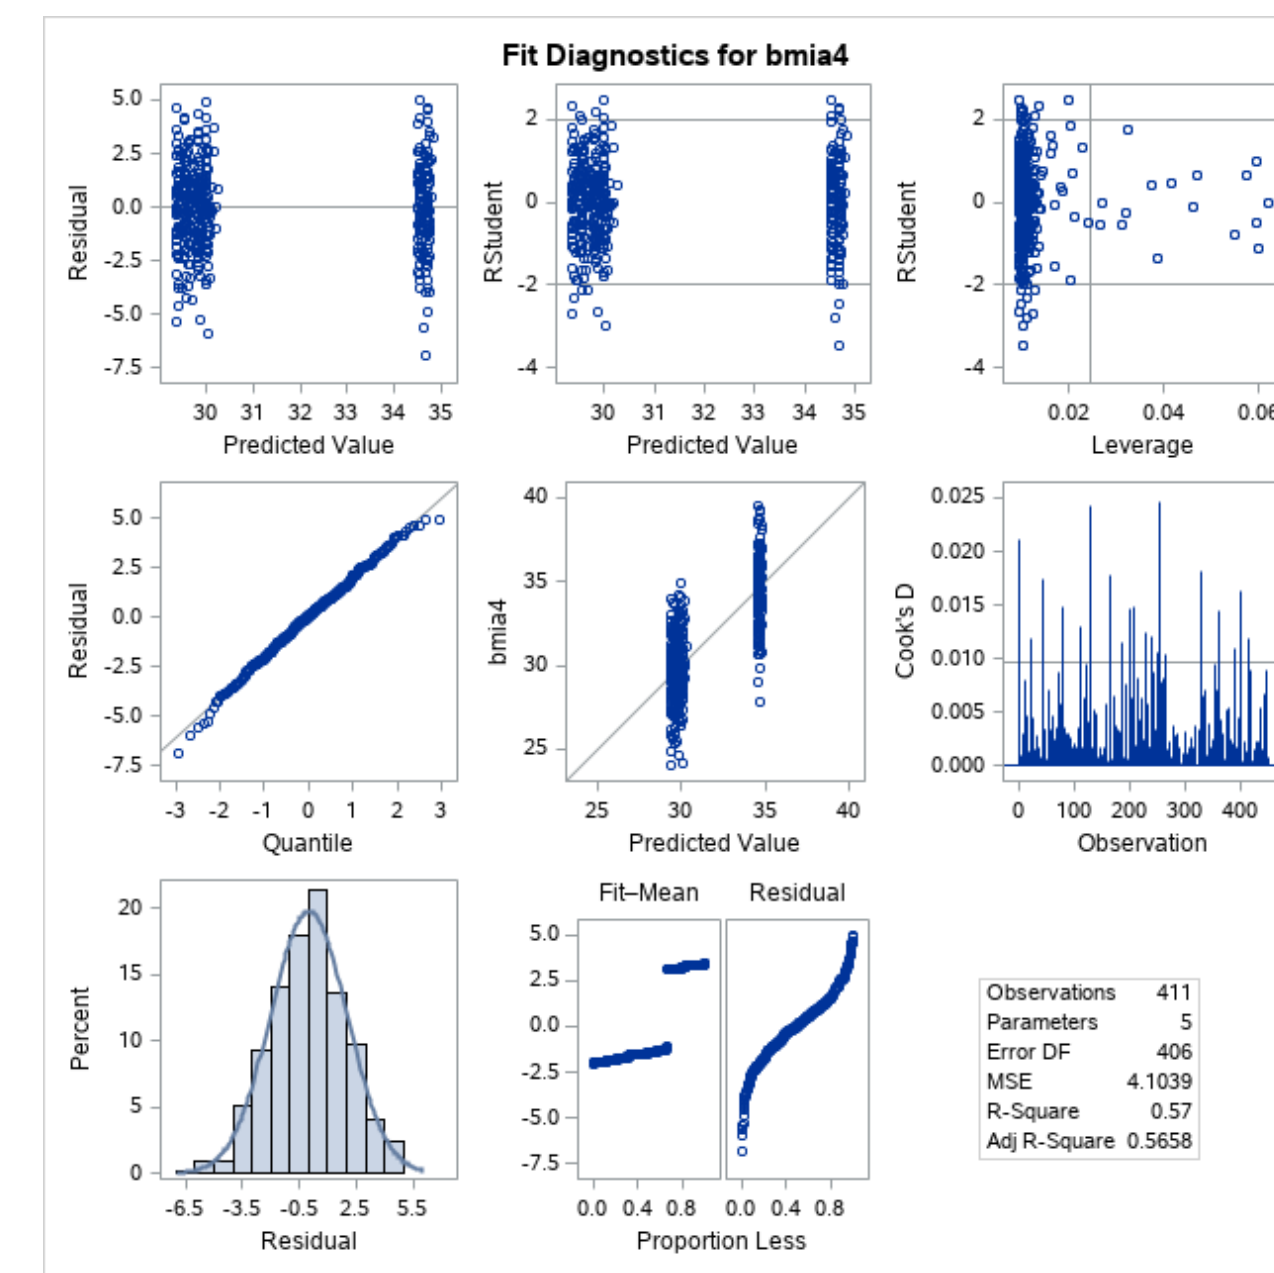 Fit Diagnostics for bmia4
5.0
2.5
0.0
-2.5
-5.0
-7.5
Residual
30 31 32 33 34 35
Predicted Value
2
0
-2
-4
RStudent
30 31 32 33 34 35
Predicted Value
2
0
-2
-4
RStudent
0.02 0.04 0.06
Leverage
5.0
2.5
0.0
-2.5
-5.0
-7.5
Residual
-3 -2 -1 0 1 2 3
Quantile
40
35
30
25
bmia4
25 30 35 40
Predicted Value
0.025
0.020
0.015
0.010
0.005
0.000
Cook's D
0 100 200 300 400
Observation
20
15
10
5
0
Percent
-6.5 -3.5 -0.5 2.5 5.5
Residual
Fit–Mean Residual
5.0
2.5
0.0
-2.5
-5.0
-7.5
0.0 0.4 0.8 0.0 0.4 0.8
Proportion Less
Observations 411
Parameters 5
Error DF 406
MSE 4.1039
R-Square 0.57
Adj R-Square 0.5658